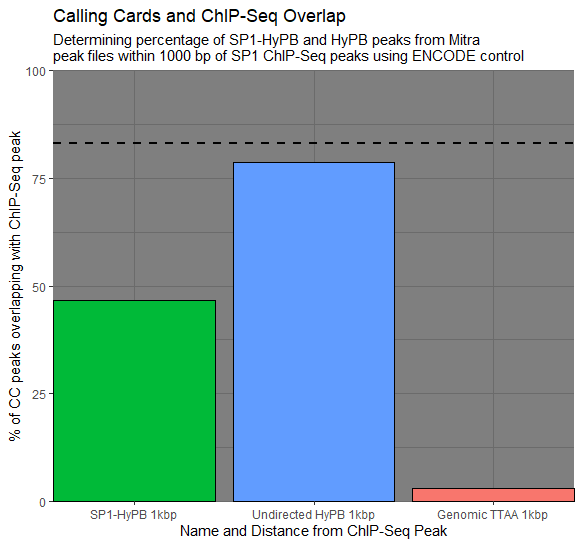 Calling Cards and ChIP-Seq Overlap
Determining percentage of SP1-HyPB and HyPB peaks from Mitra
peak files within 1000 bp of SP1 ChIP-Seq peaks using ENCODE control
% of CC peaks overlapping with ChIP-Seq peak
100
75
50
25
0
SP1-HyPB 1kbp
Undirected HyPB 1kbp
Genomic TTAA 1kbp
Name and Distance from ChIP-Seq Peak